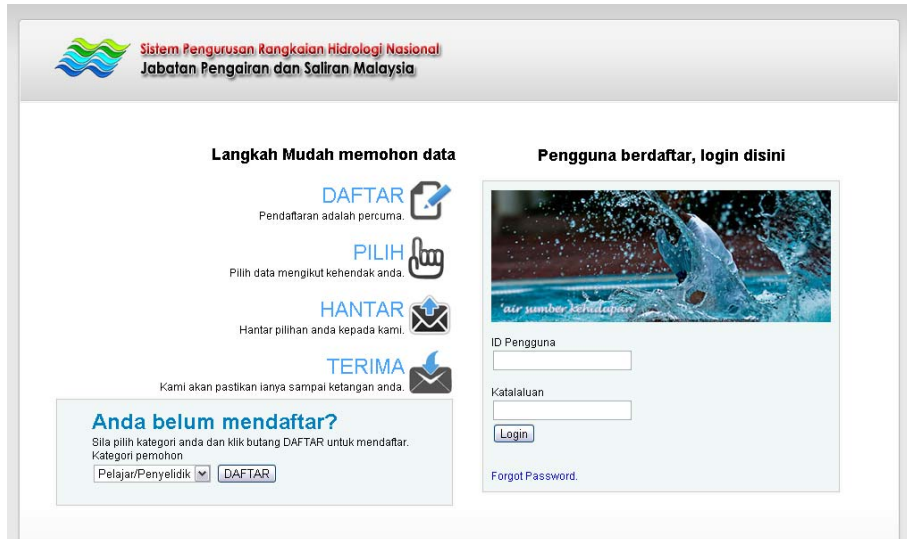 Sistem Pengurusan Rangkaian Hidrologi Nasional
Jabatan Pengairan dan Saliran Malaysia
Langkah Mudah memohon data
DAFTAR
Pendaftaran adalah percuma.
PILIH
Pilih data mengikut kehendak anda.
HANTAR
Hantar pilihan anda kepada kami.
TERIMA
Kami akan pastikan ianya sampai ketangan anda.
Anda belum mendaftar?
Sila pilih kategori anda dan klik butang DAFTAR untuk mendaftar.
Kategori pemohon
Pelajar/Penyelidik DAFTAR
Pengguna berdaftar, login disini
"air sumber kehidupan"
ID Pengguna
Katalaluan
Login
Forgot Password.